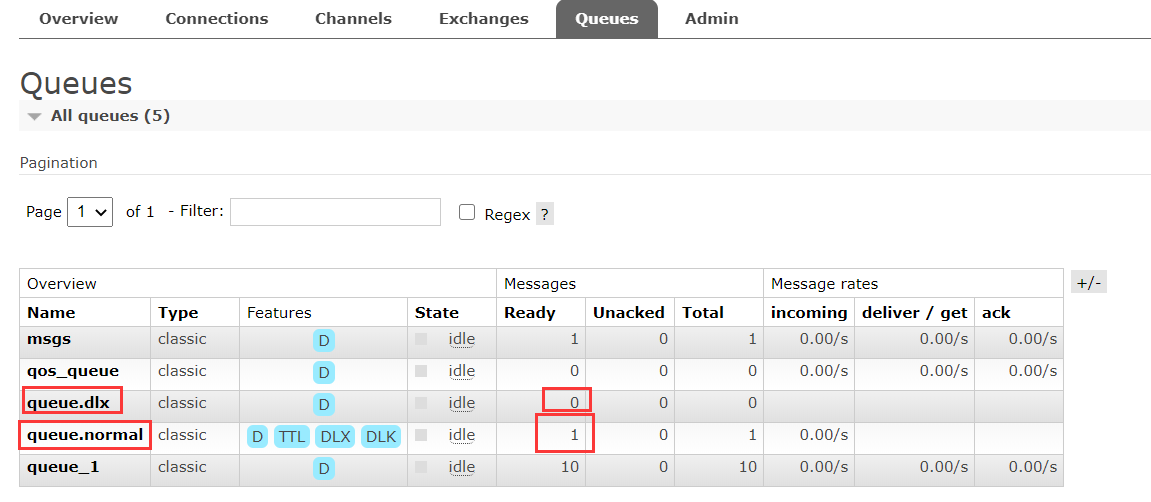 Overview Connections Channels Exchanges Queues Admin
Queues
All queues (5)
Pagination
Page 1 of 1 - Filter: Regex ?
Overview Messages Message rates +/-
Name Type Features State Ready Unacked Total incoming deliver / get ack
msgs classic D idle 1 0 1 0.00/s 0.00/s 0.00/s
qos_queue classic D idle 0 0 0 0.00/s 0.00/s 0.00/s
queue.dlx classic D idle 0 0 0
queue.normal classic D TTL DLX DLK idle 1 0 1 0.00/s
queue_1 classic D idle 10 0 10 0.00/s 0.00/s 0.00/s